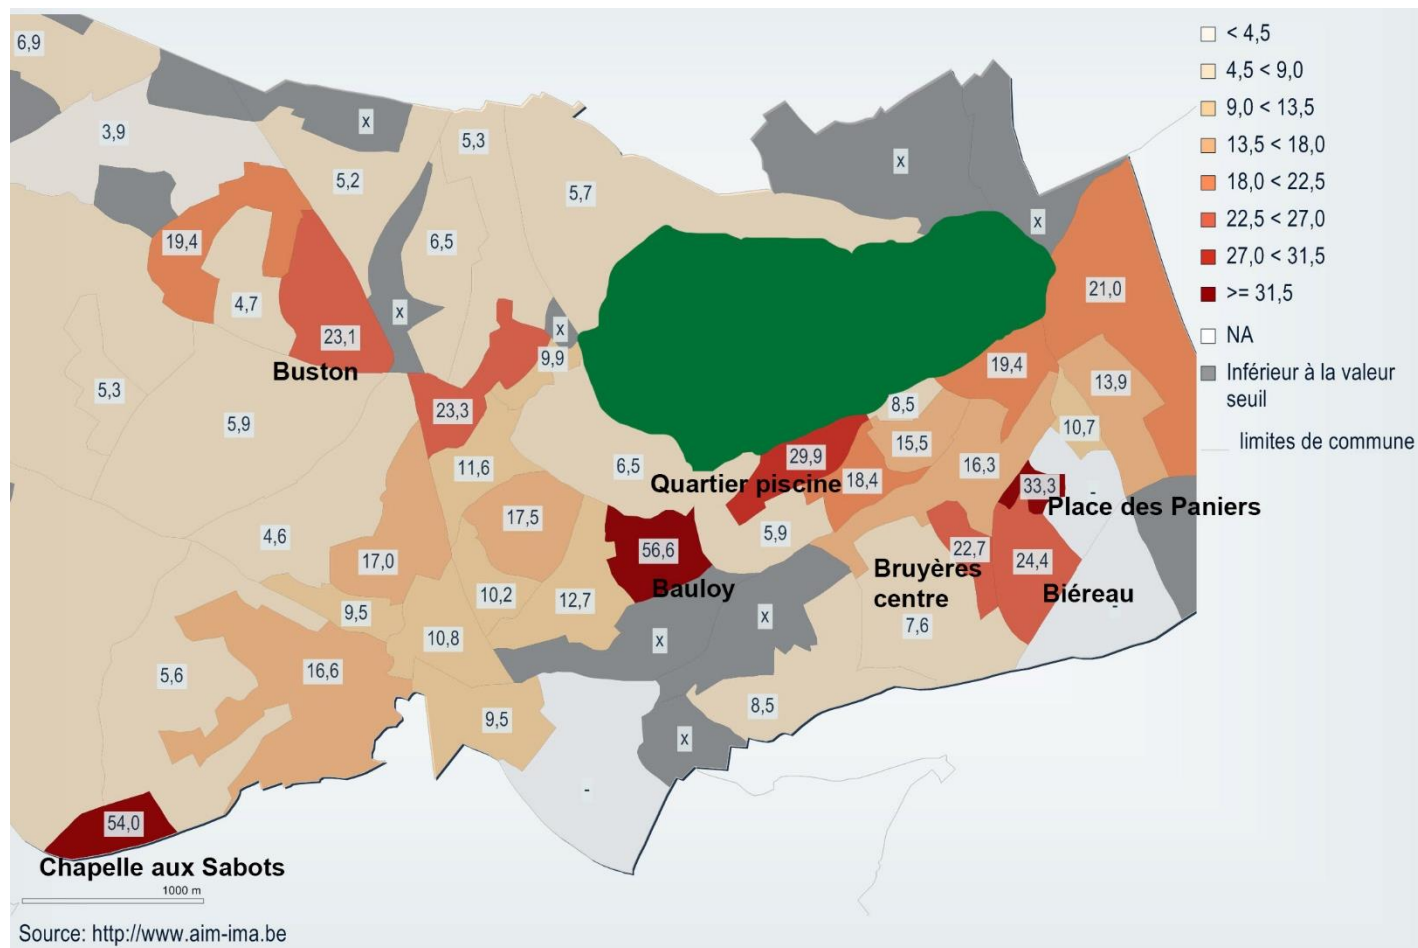 6,9
3,9
x
5,3
5,2
5,7
x
x
19,4
6,5
4,7
x
x
21,0
23,1
Buston
9,9
19,4
13,9
5,3
23,3
8,5
5,9
10,7
15,5
11,6
6,5
29,9
16,3
Quartier piscine
18,4
33,3
-
Place des Paniers
17,5
4,6
5,9
56,6
22,7
24,4
17,0
Bauloy
Bruyères
centre
Biéreau
-
9,5
10,2
12,7
x
7,6
10,8
x
5,6
16,6
9,5
8,5
x
-
54,0
Chapelle aux Sabots
1000 m
Source: http://www.aim-ima.be
< 4,5
4,5 < 9,0
9,0 < 13,5
13,5 < 18,0
18,0 < 22,5
22,5 < 27,0
27,0 < 31,5
>= 31,5
NA
Inférieur à la valeur
seuil
limites de commune